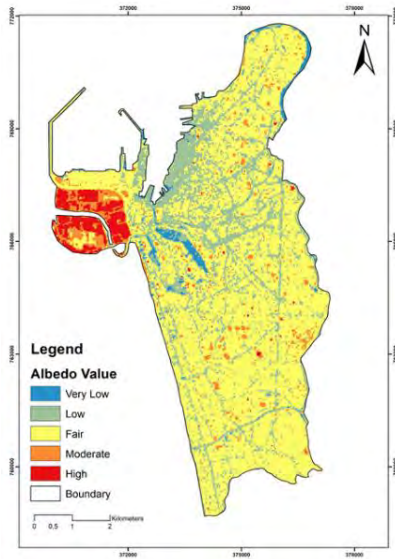 372000 375000 378000
N
Legend
Albedo Value
Very Low
Low
Fair
Moderate
High
Boundary
0 0.5 1 2
Kilometers
372000 375000 378000